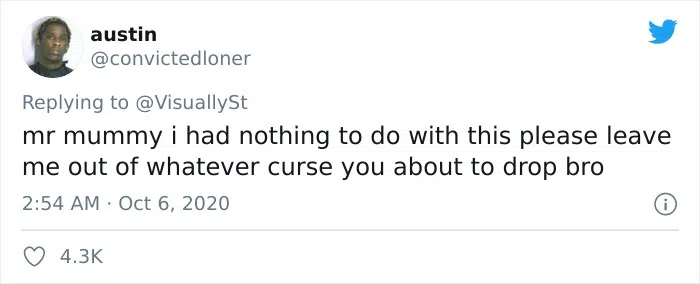 austin
@convictedloner
Replying to @VisuallySt
mr mummy i had nothing to do with this please leave
me out of whatever curse you about to drop bro
2:54 AM · Oct 6, 2020
4.3K